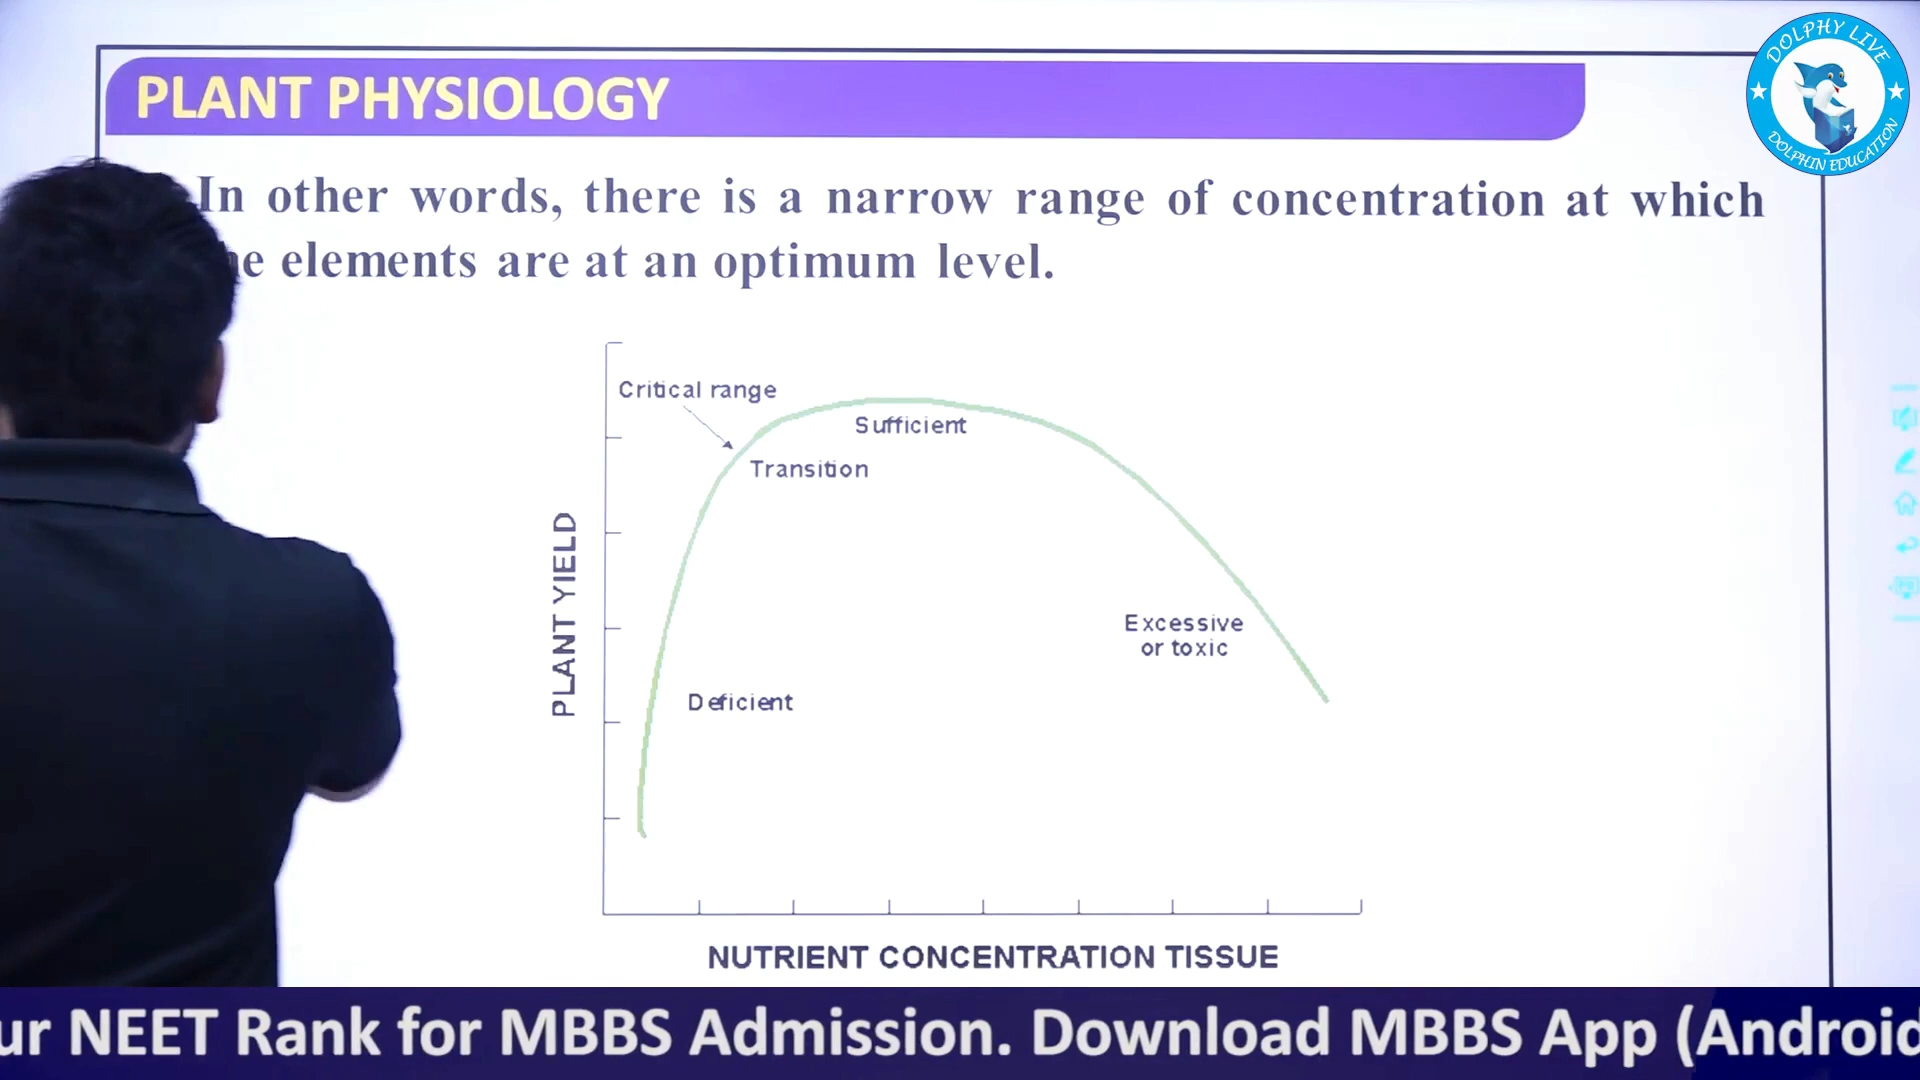 DOLPHY LIVE
DOLPHIN EDUCATION
PLANT PHYSIOLOGY
In other words, there is a narrow range of concentration at which
elements are at an optimum level.
Critical range
Sufficient
Transition
PLANT YIELD
Excessive
or toxic
Deficient
NUTRIENT CONCENTRATION TISSUE
NEET Rank for MBBS Admission. Download MBBS App (Android